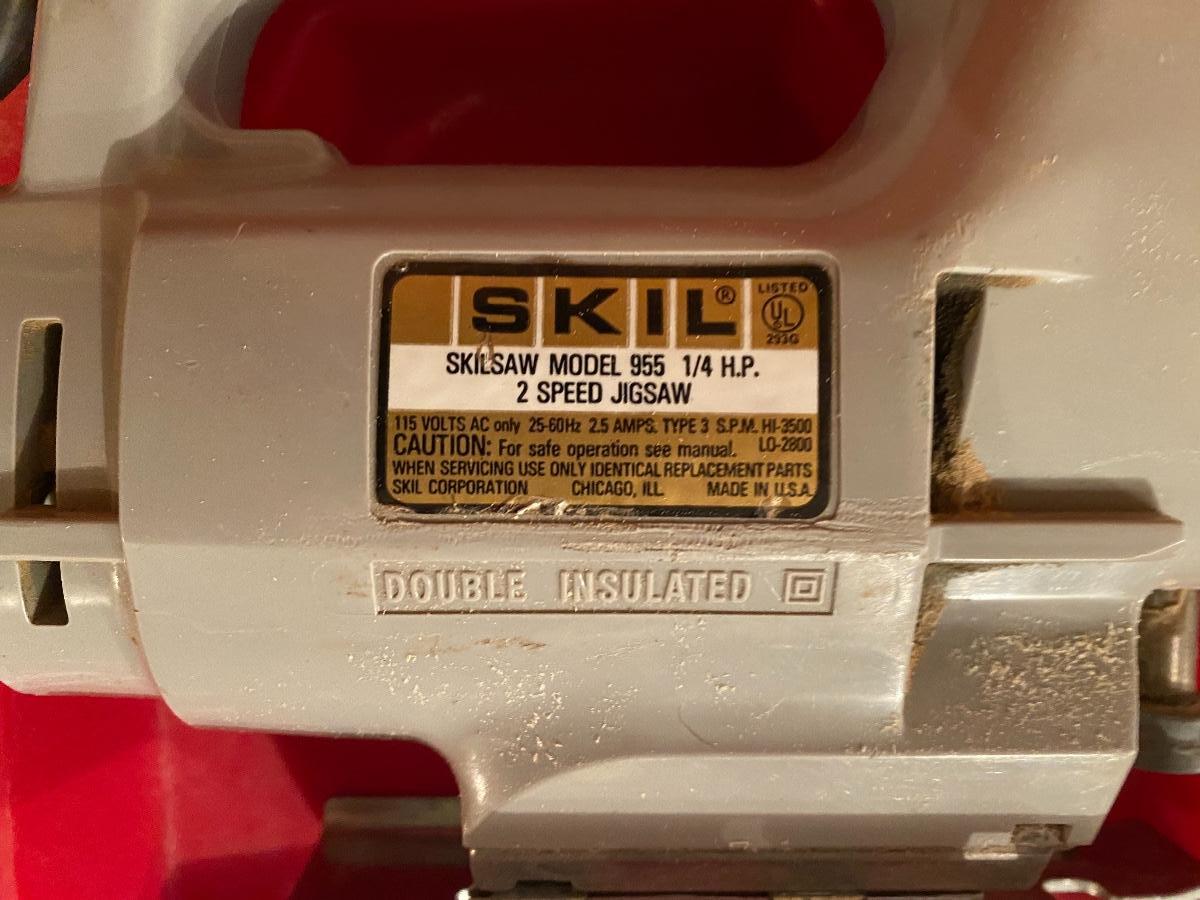 SKIL®
LISTED
UL
293G
SKILSAW MODEL 955 1/4 H.P.
2 SPEED JIGSAW
115 VOLTS AC only 25-60Hz 2.5 AMPS. TYPE 3 S.P.M. HI-3500
LO-2800
CAUTION: For safe operation see manual.
WHEN SERVICING USE ONLY IDENTICAL REPLACEMENT PARTS
SKIL CORPORATION CHICAGO, ILL. MADE IN U.S.A.
DOUBLE INSULATED